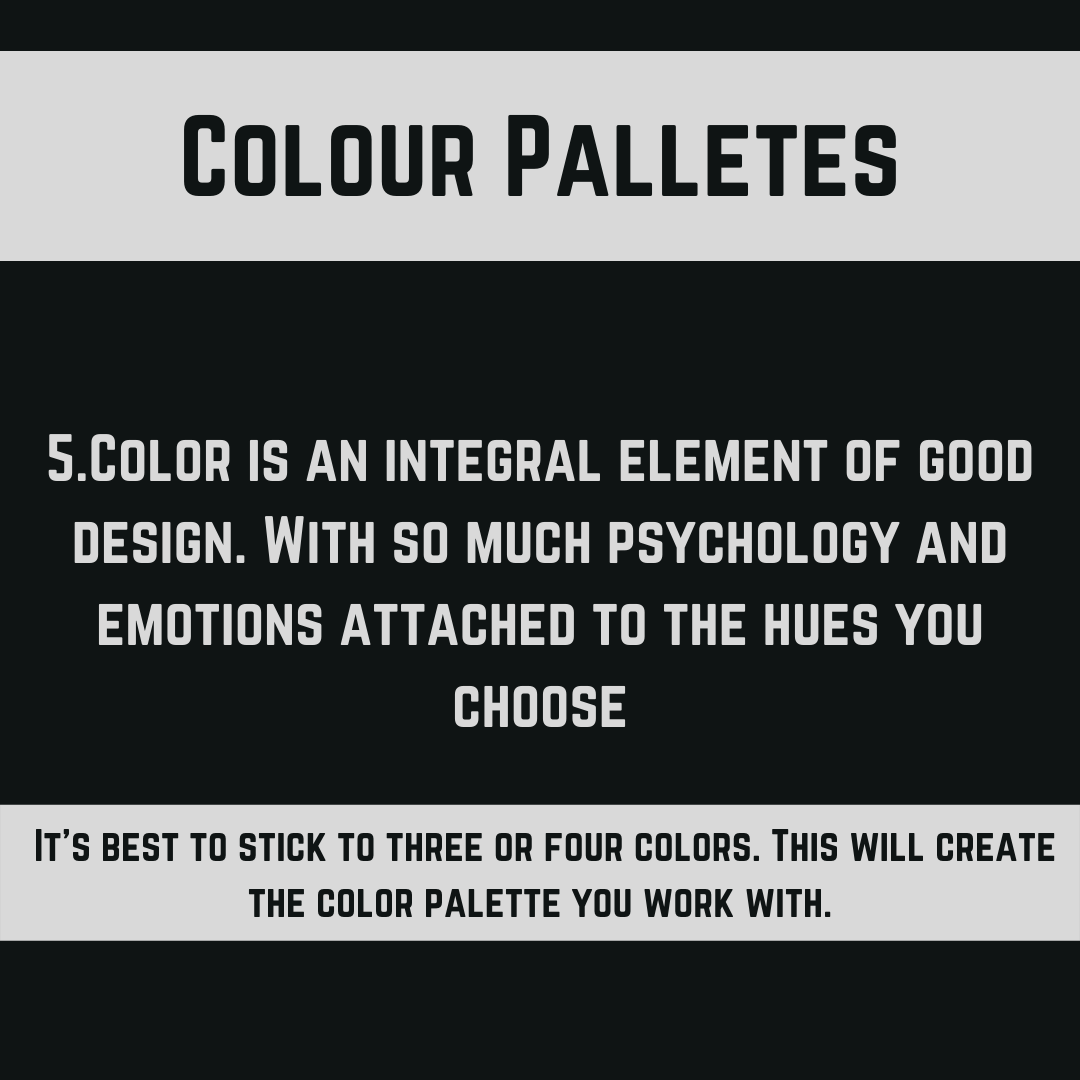 Colour Palletes
5.Color is an integral element of good
design. With so much psychology and
emotions attached to the hues you
choose
It's best to stick to three or four colors. This will create
the color palette you work with.